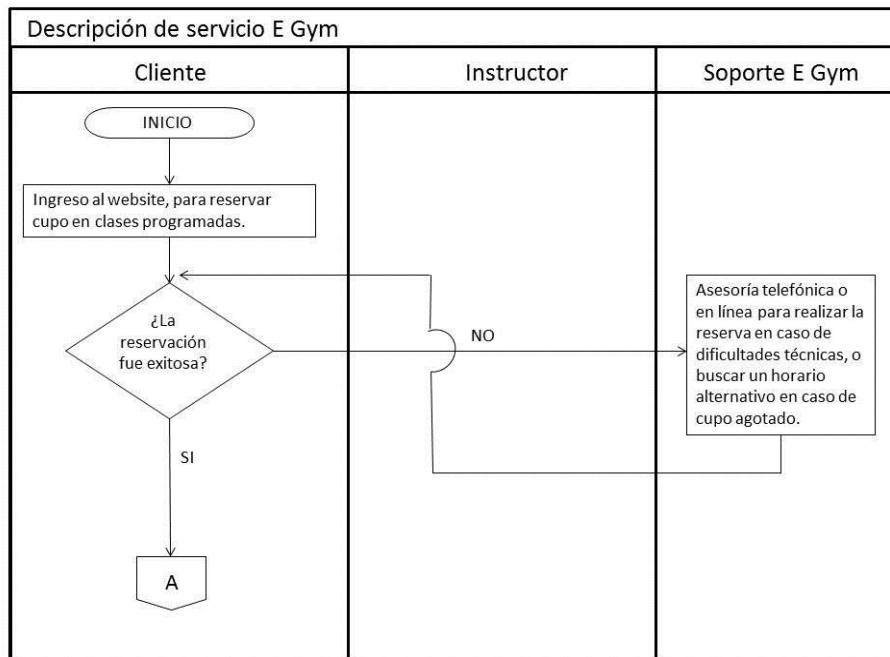 Descripción de servicio E Gym
Cliente
Instructor
Soporte E Gym
INICIO
Ingreso al website, para reservar
cupo en clases programadas.
¿La
reservación
fue exitosa?
NO
Asesoría telefónica o
en línea para realizar la
reserva en caso de
dificultades técnicas, o
buscar un horario
alternativo en caso de
cupo agotado.
SI
A